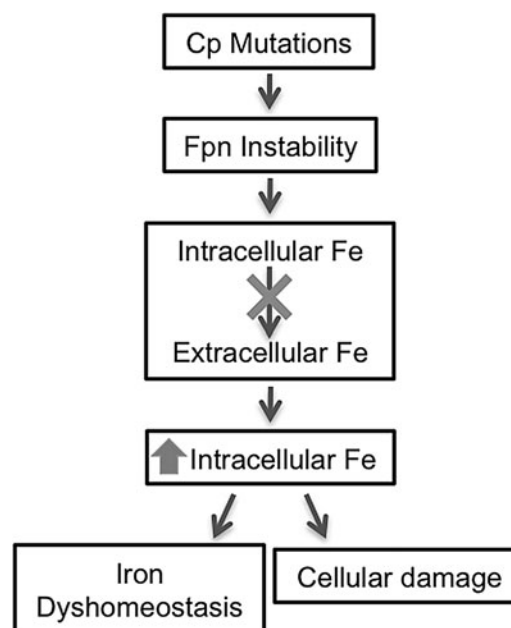 Cp Mutations
Fpn Instability
Intracellular Fe
Extracellular Fe
Intracellular Fe
Iron
Dyshomeostasis
Cellular damage